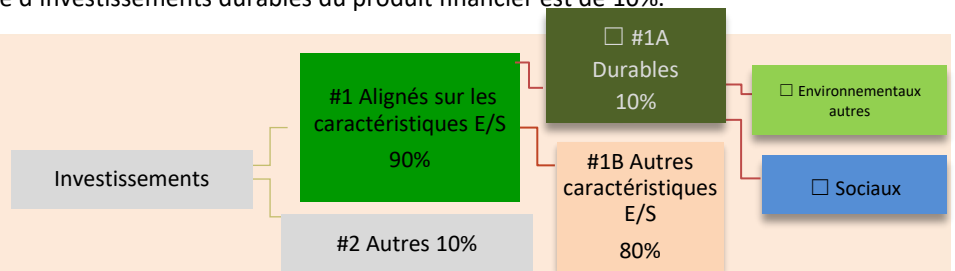 e d'investissements durables du produit financier est de 10%.
☐ #1A
Durables
10%
#1 Alignés sur les
caractéristiques E/S
90%
☐ Environnementaux
autres
Investissements
#1B Autres
caractéristiques
E/S
80%
☐ Sociaux
#2 Autres 10%